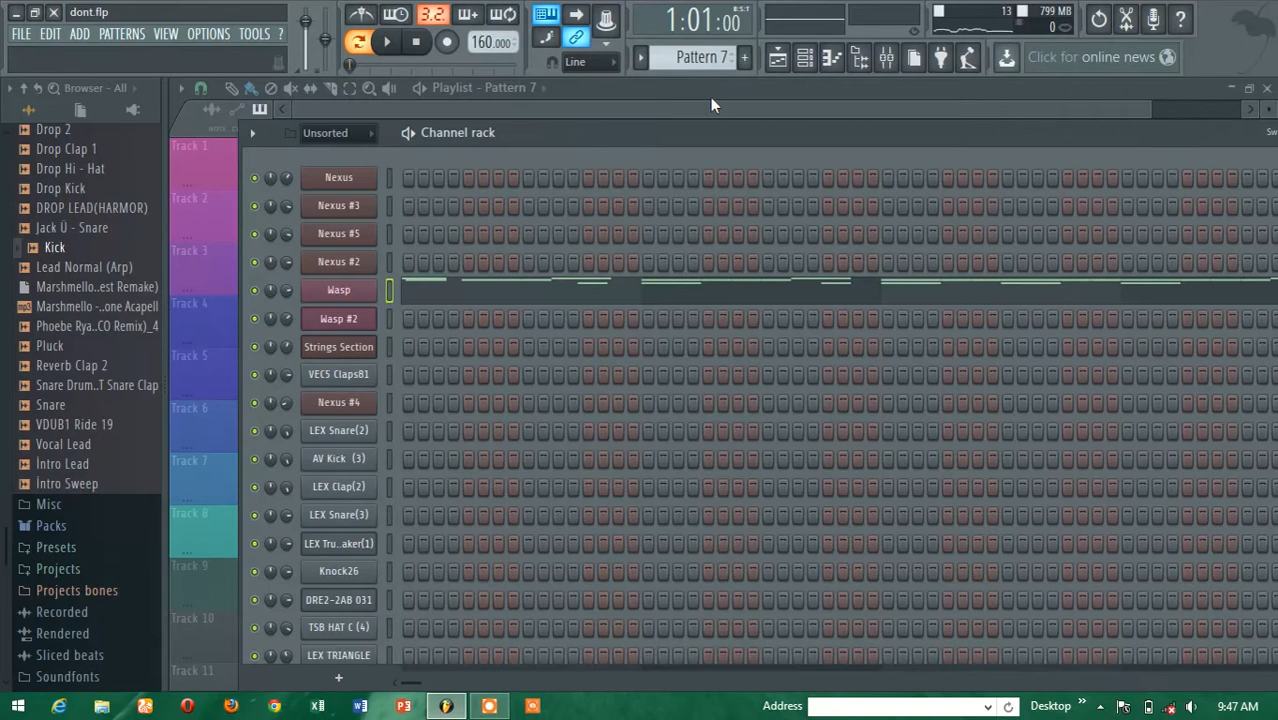 dont.flp
FILE EDIT ADD PATTERNS VIEW OPTIONS TOOLS ?
3.2.
160.000
1:01:00
Line
Pattern 7
13
799 MB
0
Click for online news
Browser - All
Playlist - Pattern 7
Unsorted
Channel rack
Drop 2
Drop Clap 1
Drop Hi - Hat
Drop Kick
DROP LEAD(HARMOR)
Jack Ü - Snare
Kick
Lead Normal (Arp)
Marshmello ..est Remake)
Marshmello -..one Acapell
Phoebe Rya..CO Remix)_4
Pluck
Reverb Clap 2
Snare Drum..T Snare Clap
Snare
VDUB1 Ride 19
Vocal Lead
İntro Lead
İntro Sweep
Misc
Packs
Presets
Projects
Projects bones
Recorded
Rendered
Sliced beats
Soundfonts
Track 1
Track 2
Track 3
Track 4
Track 5
Track 6
Track 7
Track 8
Track 9
Track 10
Track 11
Nexus
Nexus #3
Nexus #5
Nexus #2
Wasp
Wasp #2
Strings Section
VEC5 Claps81
Nexus #4
LEX Snare(2)
AV Kick (3)
LEX Clap(2)
LEX Snare(3)
LEX Tru..aker(1)
Knock26
DRE2-2AB 031
TSB HAT C (4)
LEX TRIANGLE
+
Address
Desktop
9:47 AM